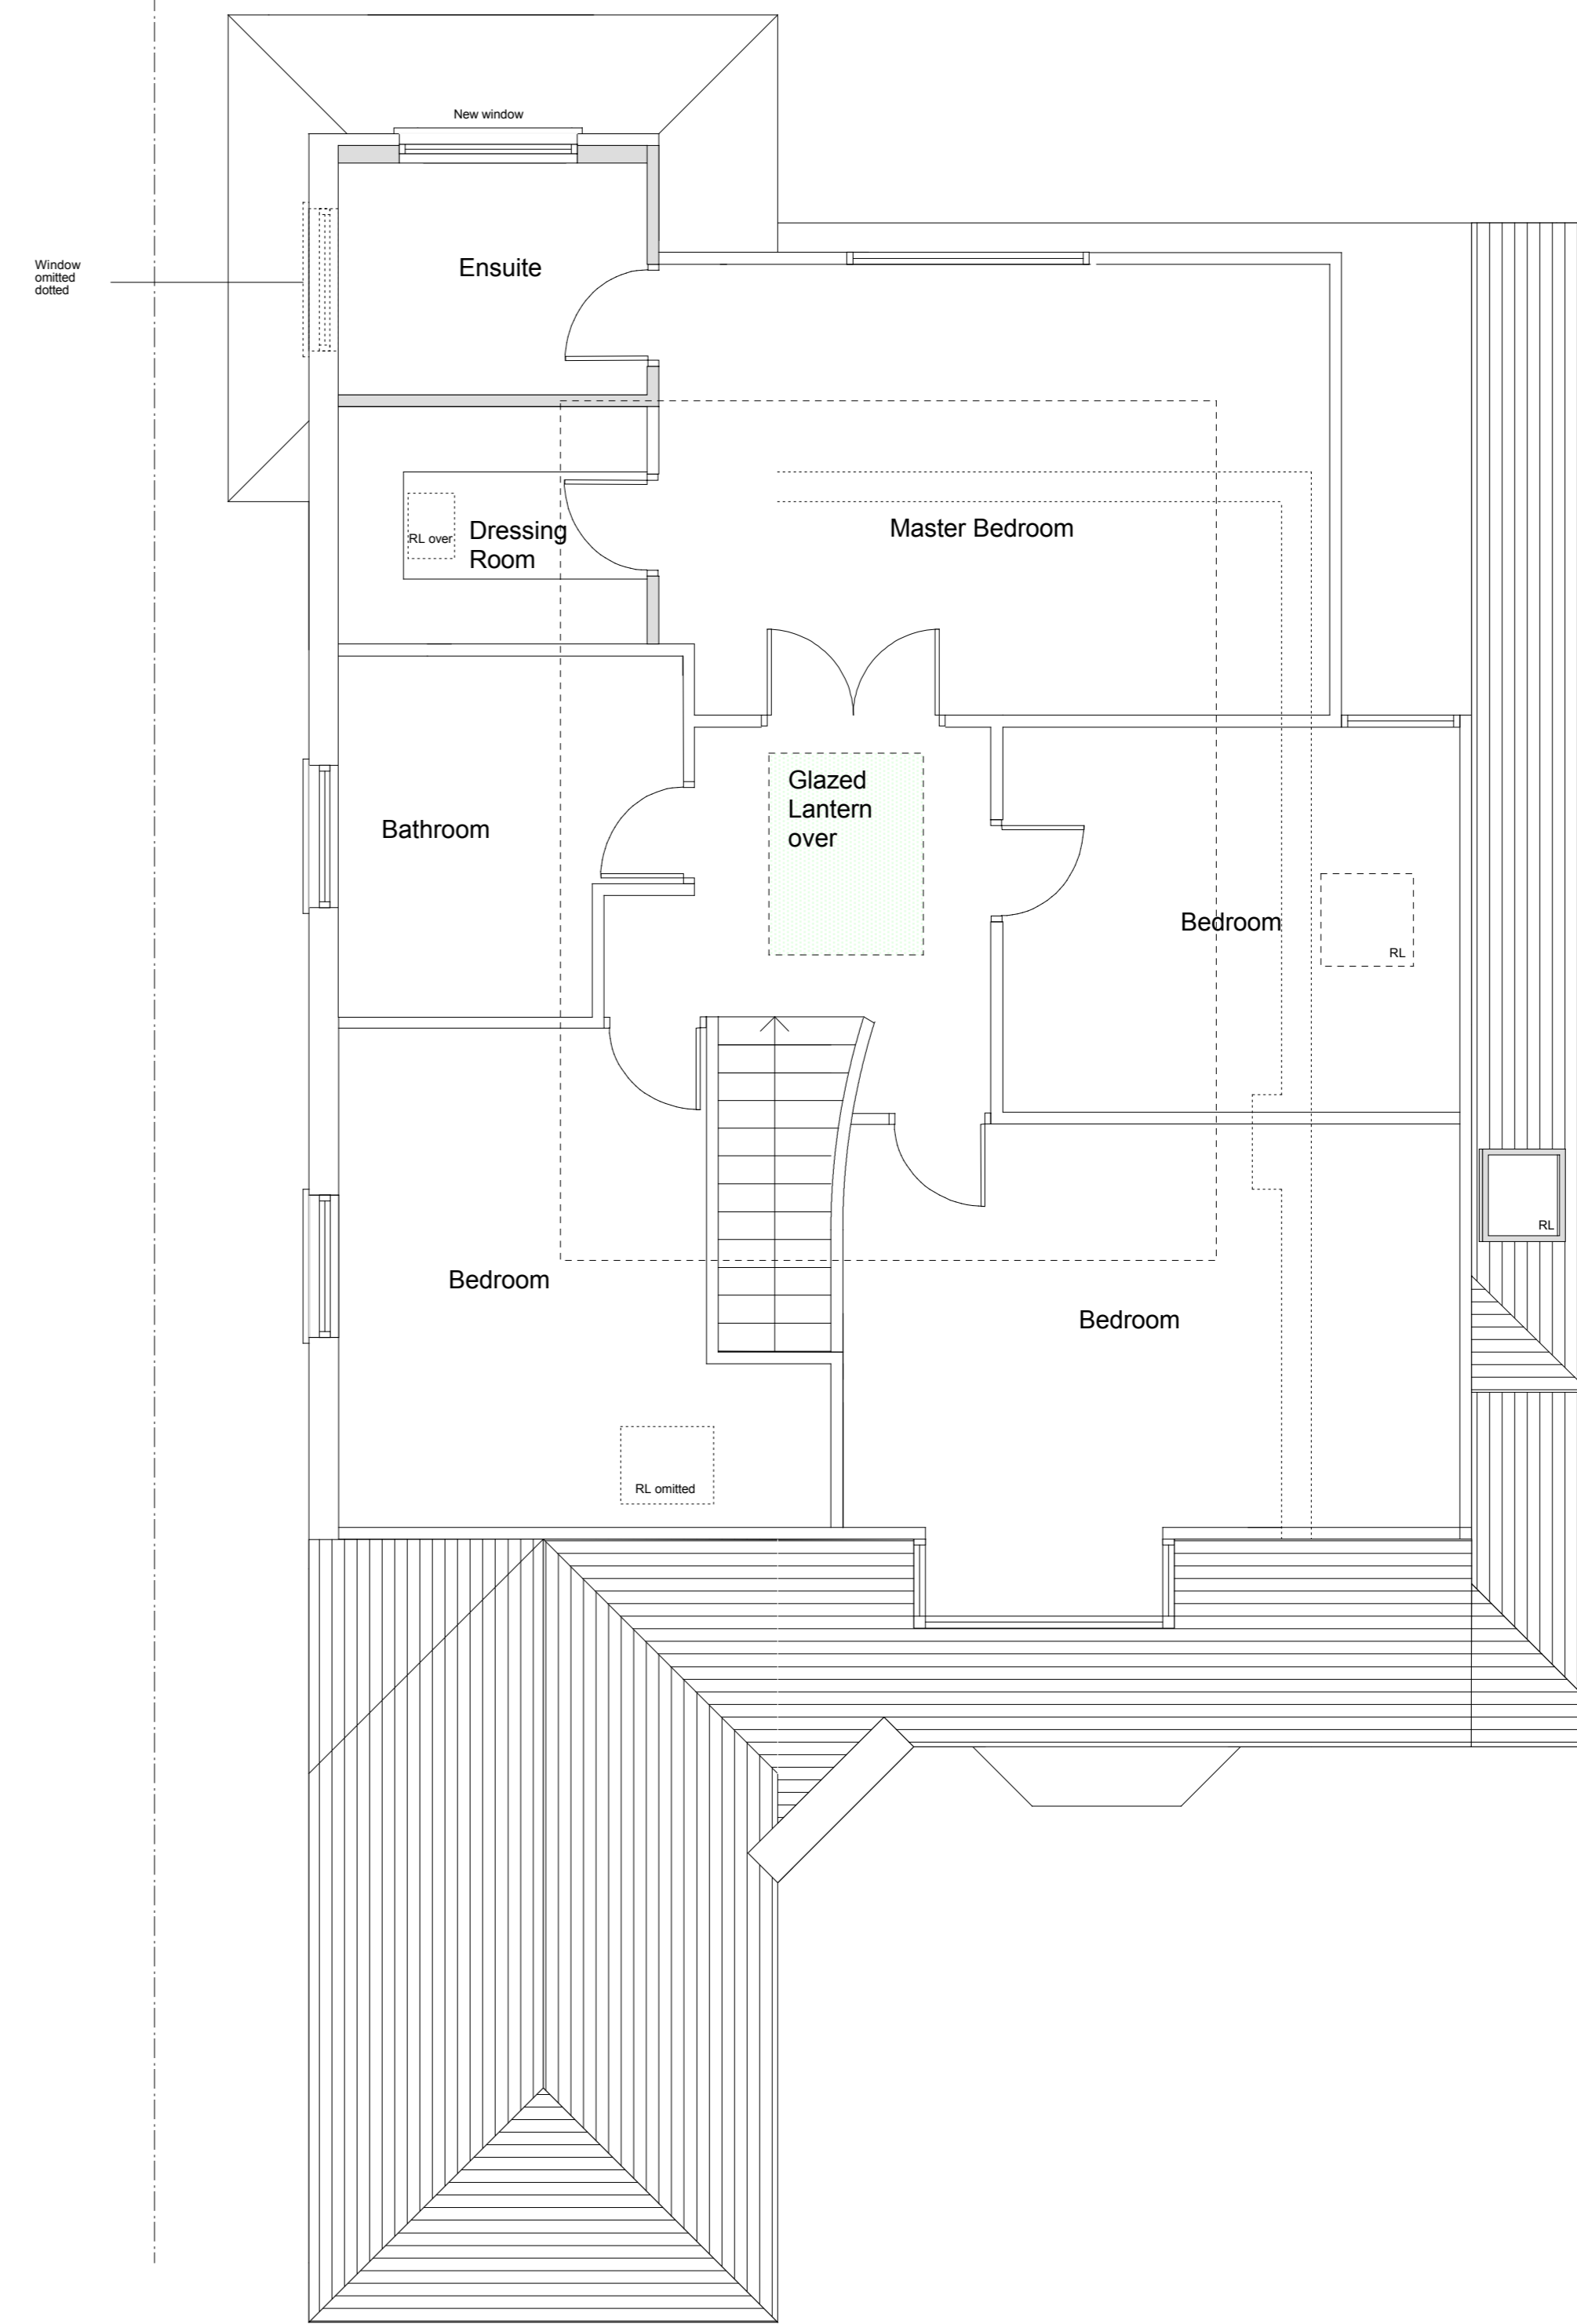 New window
Window
omitted
dotted
Ensuite
Dressing
Room
RL over
Master Bedroom
Glazed
Lantern
over
Bathroom
Bedroom
RL
RL
Bedroom
Bedroom
RL omitted